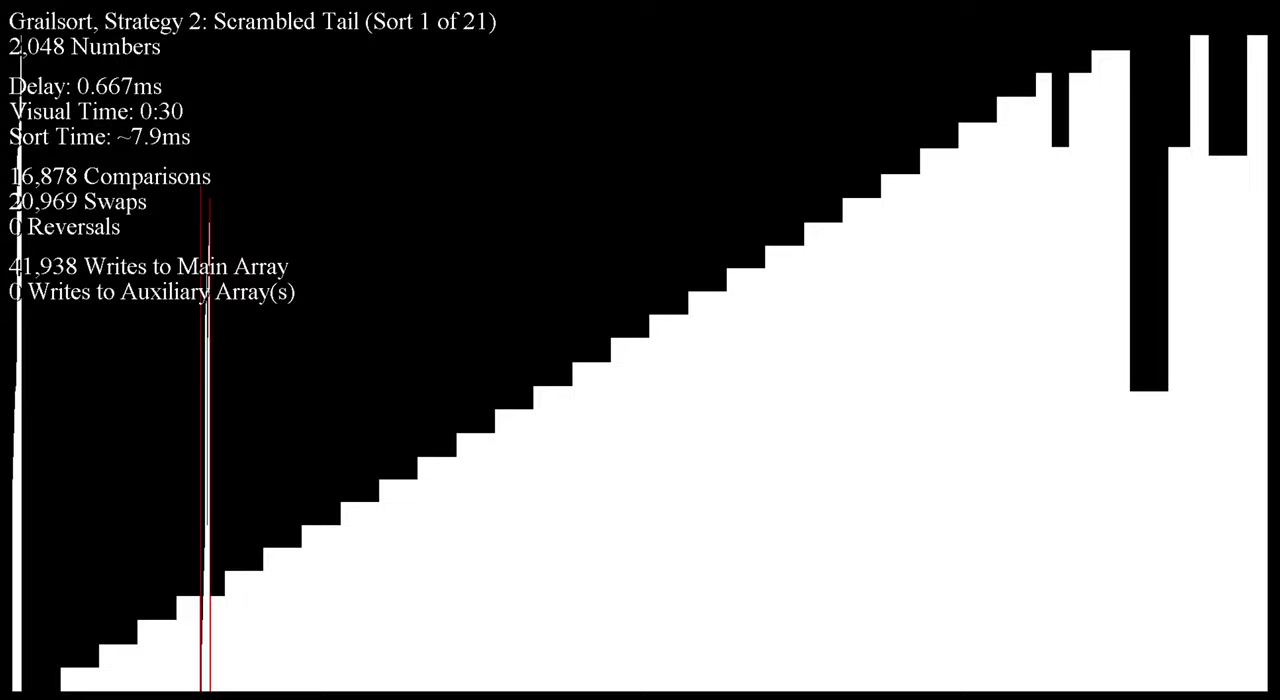 Grailsort, Strategy 2: Scrambled Tail (Sort 1 of 21)
2,048 Numbers
Delay: 0.667ms
Visual Time: 0:30
Sort Time: ~7.9ms
16,878 Comparisons
20,969 Swaps
0 Reversals
41,938 Writes to Main Array
0 Writes to Auxiliary Array(s)